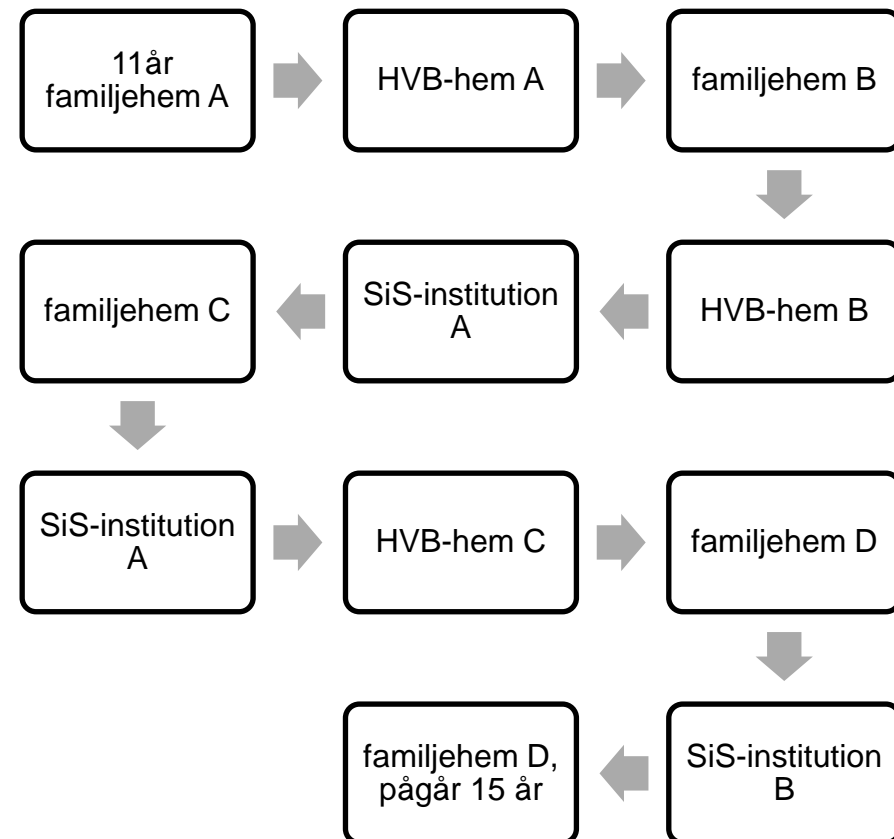 11år
familjehem A
HVB-hem A
familjehem B
HVB-hem B
SiS-institution
A
familjehem C
SiS-institution
A
HVB-hem C
familjehem D
SiS-institution
B
familjehem D,
pågår 15 år